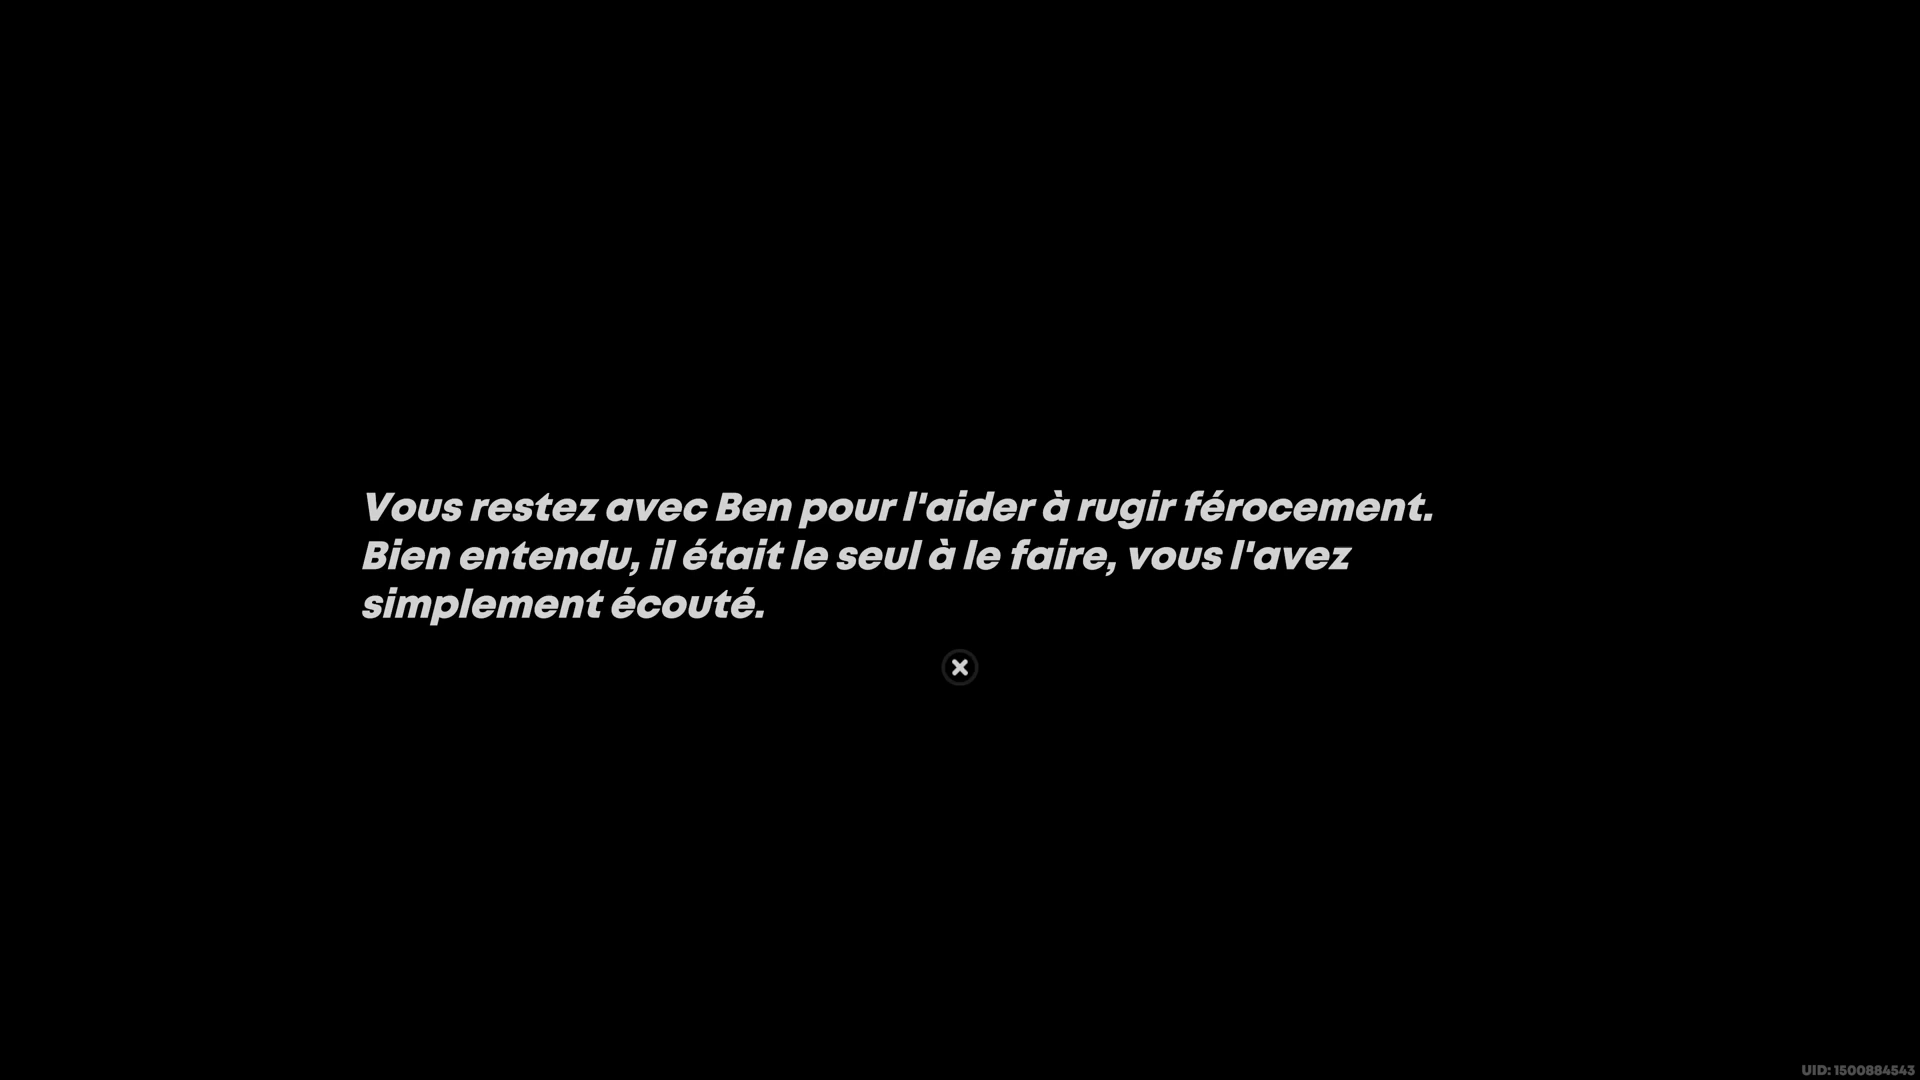 Vous restez avec Ben pour l'aider à rugir férocement.
Bien entendu, il était le seul à le faire, vous l'avez
simplement écouté.
UID: 1500884543